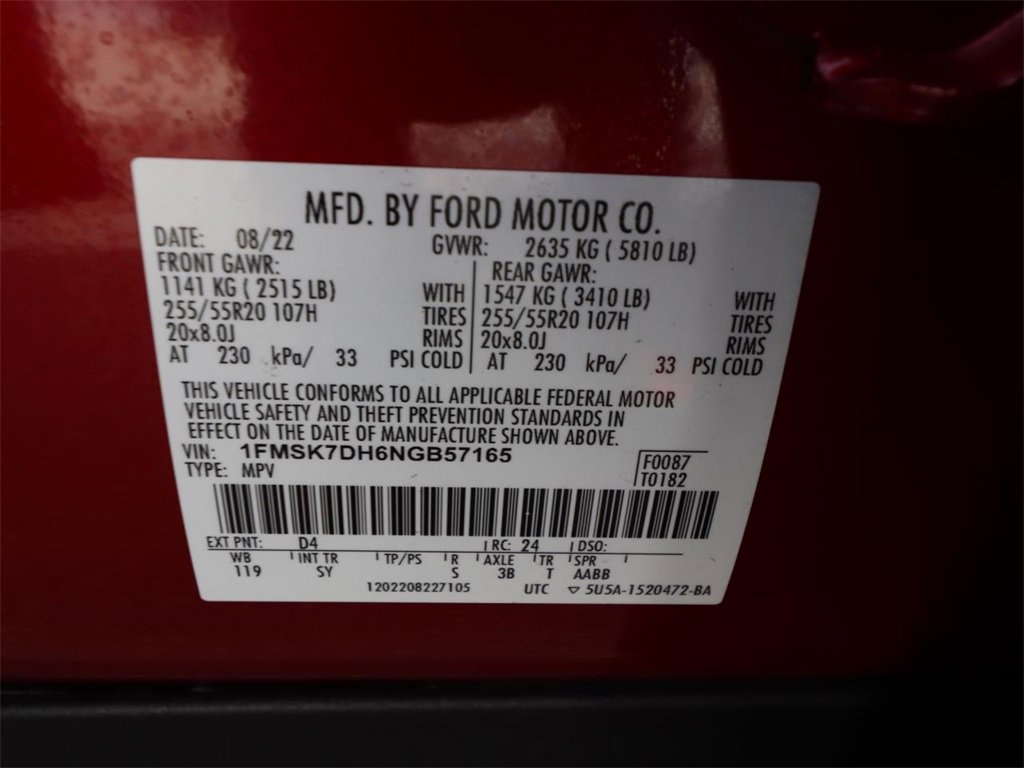 MFD. BY FORD MOTOR CO.
DATE: 08/22 GVWR: 2635 KG ( 5810 LB)
FRONT GAWR: REAR GAWR:
1141 KG ( 2515 LB) WITH 1547 KG ( 3410 LB) WITH
255/55R20 107H TIRES 255/55R20 107H TIRES
20x8.0J RIMS 20x8.0J RIMS
AT 230 kPa/ 33 PSI COLD AT 230 kPa/ 33 PSI COLD
THIS VEHICLE CONFORMS TO ALL APPLICABLE FEDERAL MOTOR
VEHICLE SAFETY AND THEFT PREVENTION STANDARDS IN
EFFECT ON THE DATE OF MANUFACTURE SHOWN ABOVE.
VIN: 1FMSK7DH6NGB57165 F0087
TYPE: MPV T0182
EXT PNT: D4 RC: 24 DSO:
WB INT TR TP/PS R AXLE TR SPR
119 SY S 3B T AABB
1202208227105 UTC ▽ 5U5A-1520472-BA